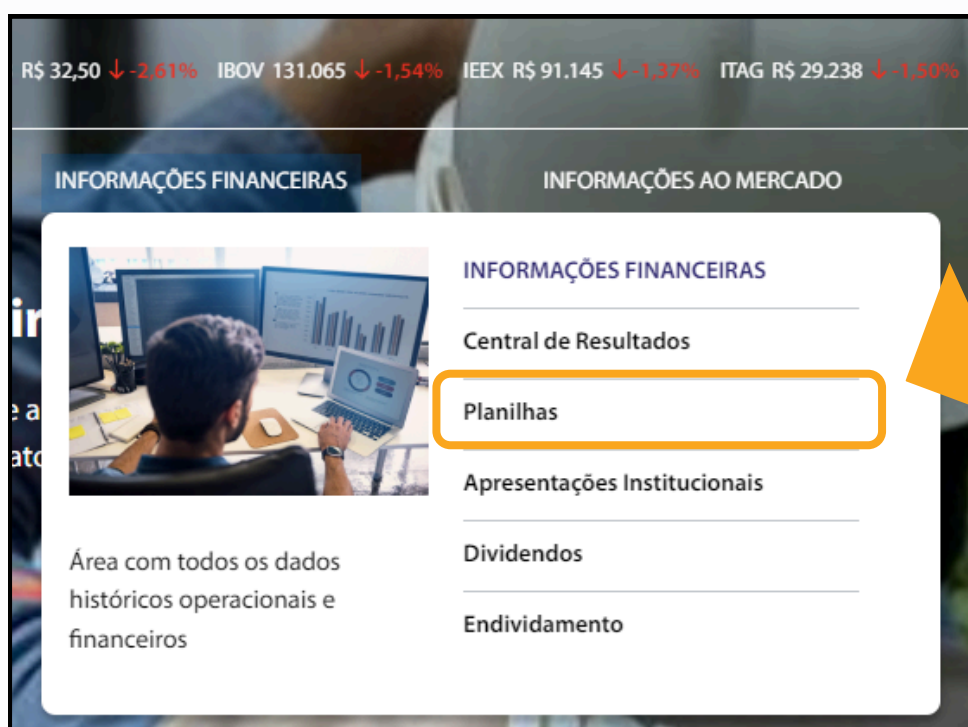 R$ 32,50 ↓ -2,61% IBOV 131.065 ↓ -1,54% IEEX R$ 91.145 ↓ -1,37% ITAG R$ 29.238 ↓ -1,50%
INFORMAÇÕES FINANCEIRAS INFORMAÇÕES AO MERCADO
INFORMAÇÕES FINANCEIRAS
Central de Resultados
Planilhas
Apresentações Institucionais
Dividendos
Endividamento
Área com todos os dados
históricos operacionais e
financeiros